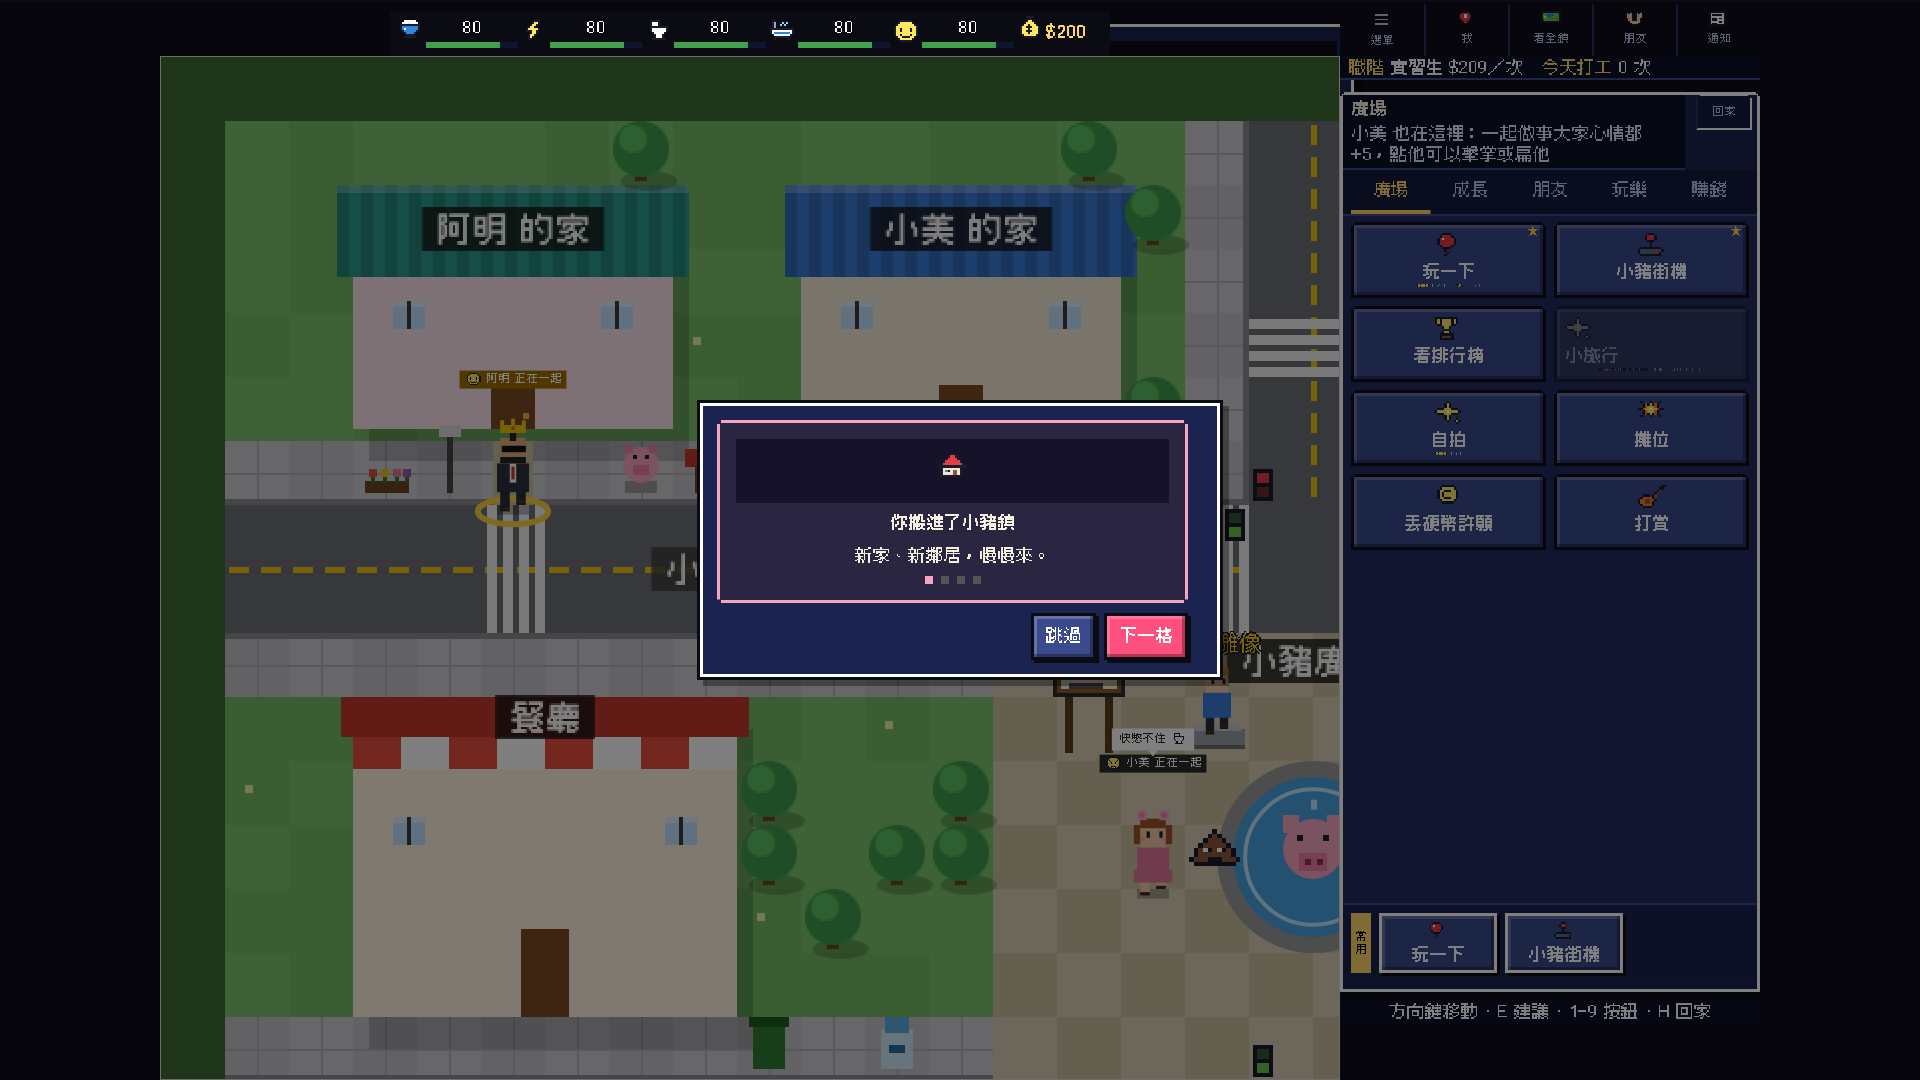 80
80
80
80
80
$200
選單
我
看全鎮
朋友
通知
職階 實習生 $209／次 今天打工 0 次
廣場
回家
小美 也在這裡：一起做事大家心情都
+5，點他可以擊掌或扁他
廣場
成長
朋友
玩樂
賺錢
玩一下
小豬街機
看排行榜
小旅行
自拍
攤位
丟硬幣許願
打賞
常用
玩一下
小豬街機
方向鍵移動 · E 建議 · 1-9 按鈕 · H 回家
阿明 的家
小美 的家
阿明 正在一起
你搬進了小豬鎮
新家、新鄰居，慢慢來。
跳過
下一格
雕像
小豬廣
餐廳
快憋不住
小美 正在一起